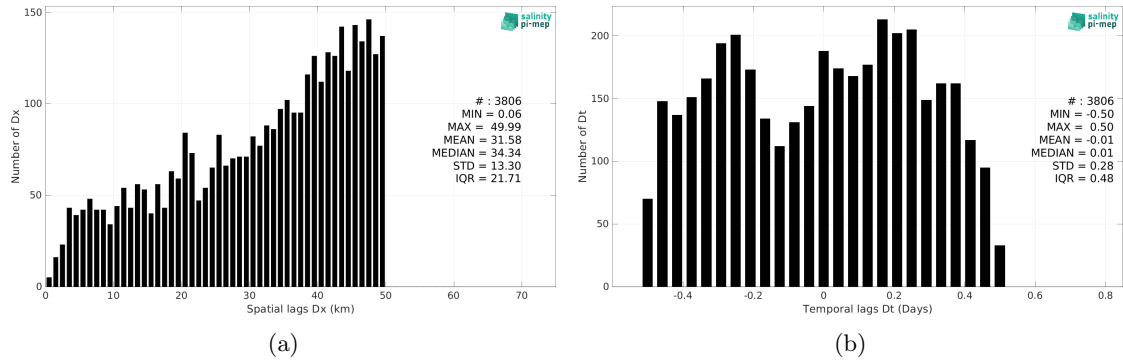 150
100
50
0
Number of Dx
0 10 20 30 40 50 60 70
Spatial lags Dx (km)
salinity
pi-mep
# : 3806
MIN = 0.06
MAX = 49.99
MEAN = 31.58
MEDIAN = 34.34
STD = 13.30
IQR = 21.71
(a)
200
150
100
50
0
Number of Dt
-0.4 -0.2 0 0.2 0.4 0.6 0.8
Temporal lags Dt (Days)
salinity
pi-mep
# : 3806
MIN = -0.50
MAX = 0.50
MEAN = -0.01
MEDIAN = 0.01
STD = 0.28
IQR = 0.48
(b)